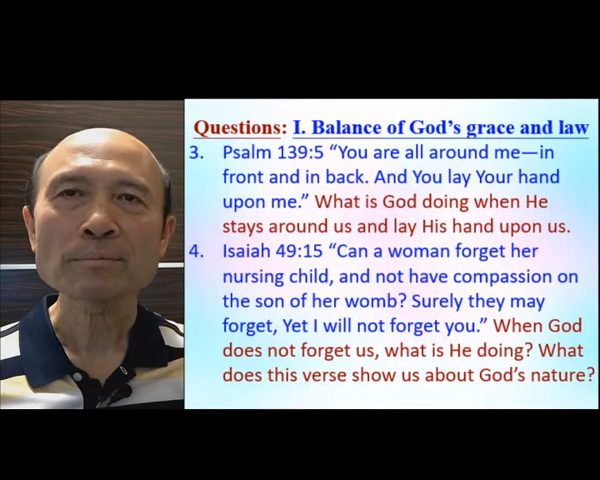 Questions: I. Balance of God's grace and law
3. Psalm 139:5 "You are all around me—in
front and in back. And You lay Your hand
upon me." What is God doing when He
stays around us and lay His hand upon us.
4. Isaiah 49:15 "Can a woman forget her
nursing child, and not have compassion on
the son of her womb? Surely they may
forget, Yet I will not forget you." When God
does not forget us, what is He doing? What
does this verse show us about God's nature?